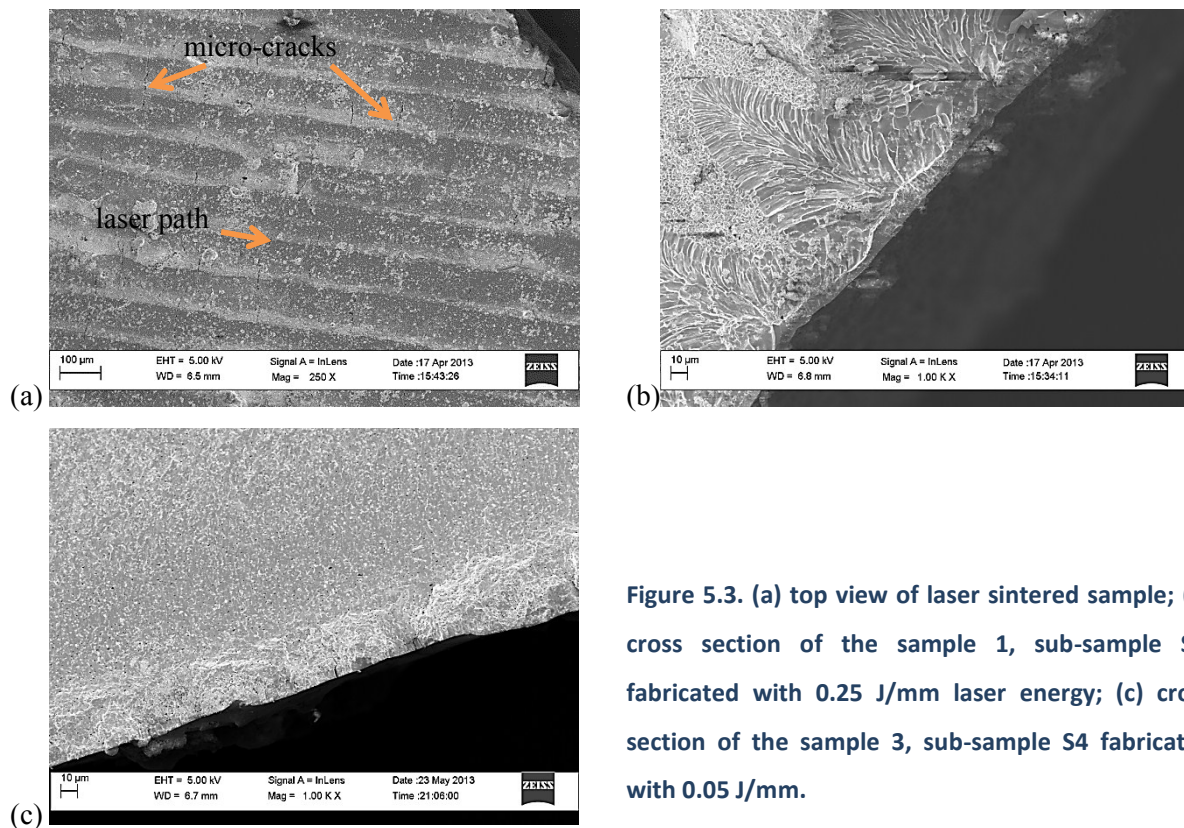 micro-cracks
laser path
100 µm
EHT = 5.00 kV
WD = 6.5 mm
Signal A = InLens
Mag = 250 X
Date :17 Apr 2013
Time :15:43:26
ZEISS
(a)
10 µm
EHT = 5.00 kV
WD = 6.8 mm
Signal A = InLens
Mag = 1.00 K X
Date :17 Apr 2013
Time :15:34:11
ZEISS
(b)
10 µm
EHT = 5.00 kV
WD = 6.7 mm
Signal A = InLens
Mag = 1.00 K X
Date :23 May 2013
Time :21:06:00
ZEISS
(c)
Figure 5.3. (a) top view of laser sintered sample; (
cross section of the sample 1, sub-sample S
fabricated with 0.25 J/mm laser energy; (c) cro
section of the sample 3, sub-sample S4 fabricat
with 0.05 J/mm.